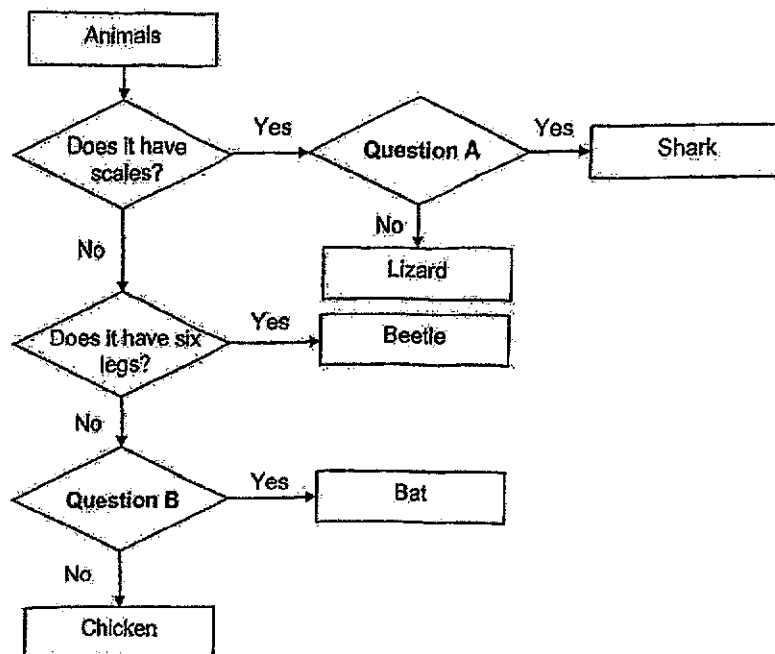 Animals
Does it have
scales?
Yes
Question A
Yes
Shark
No
Lizard
No
Does it have six
legs?
Yes
Beetle
No
Question B
Yes
Bat
No
Chicken